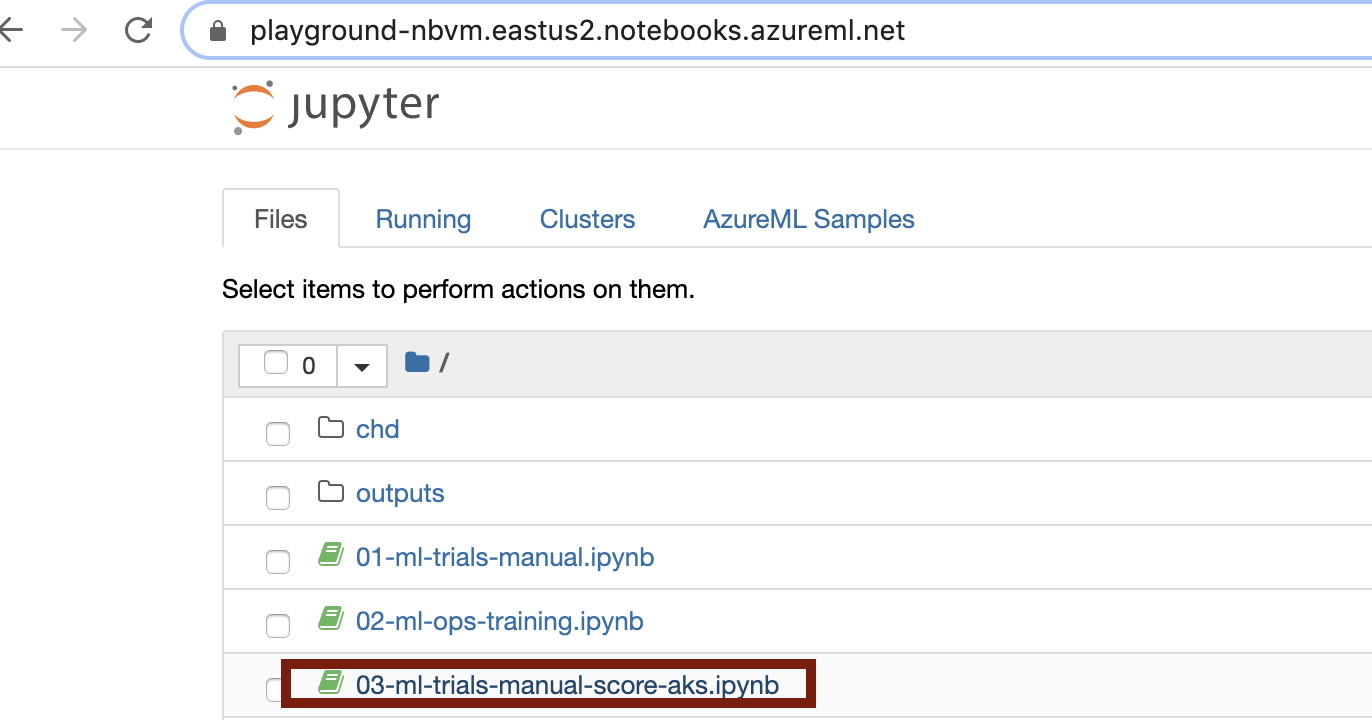 playground-nbvm.eastus2.notebooks.azureml.net
jupyter
Files Running Clusters AzureML Samples
Select items to perform actions on them.
0 /
chd
outputs
01-ml-trials-manual.ipynb
02-ml-ops-training.ipynb
03-ml-trials-manual-score-aks.ipynb